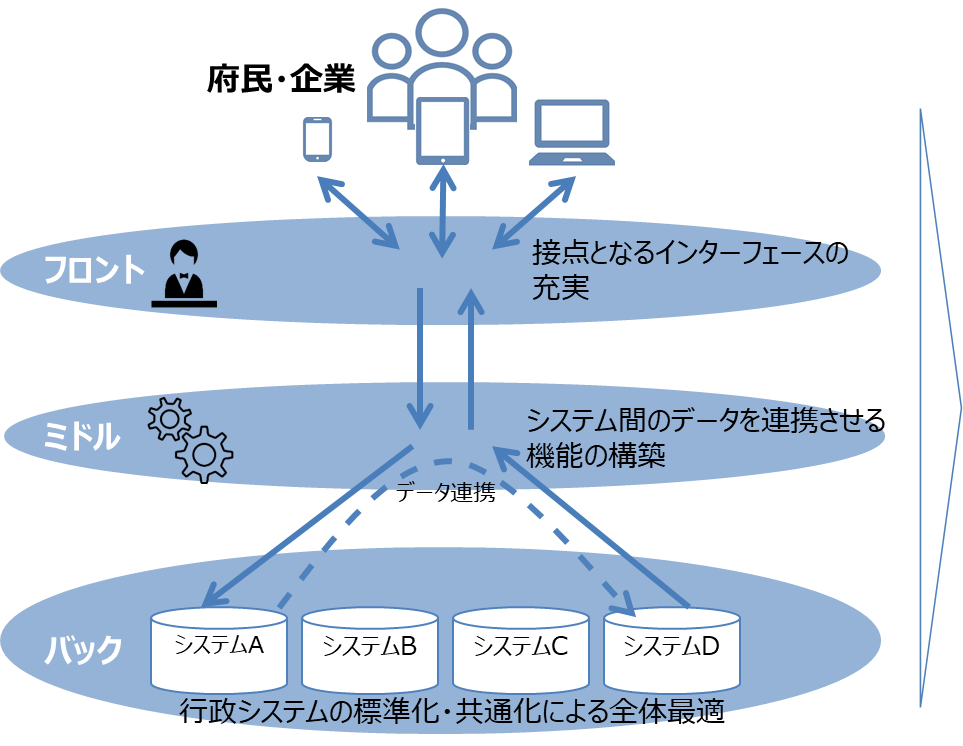 府民・企業
フロント
接点となるインターフェースの
充実
ミドル
システム間のデータを連携させる
機能の構築
データ連携
バック
システムA
システムB
システムC
システムD
行政システムの標準化・共通化による全体最適